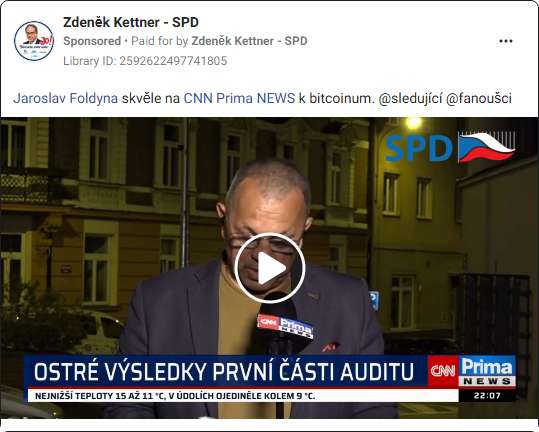 Zdeněk Kettner - SPD
Sponsored • Paid for by Zdeněk Kettner - SPD
Library ID: 2592622497741805
Jaroslav Foldyna skvěle na CNN Prima NEWS k bitcoinum. @sledující @fanoušci
SPD
CNN Prima
NEWS
OSTRÉ VÝSLEDKY PRVNÍ ČÁSTI AUDITU
CNN Prima
NEWS
NEJNIŽŠÍ TEPLOTY 15 AŽ 11 °C, V ÚDOLÍCH OJEDINĚLE KOLEM 9 °C.
22:07